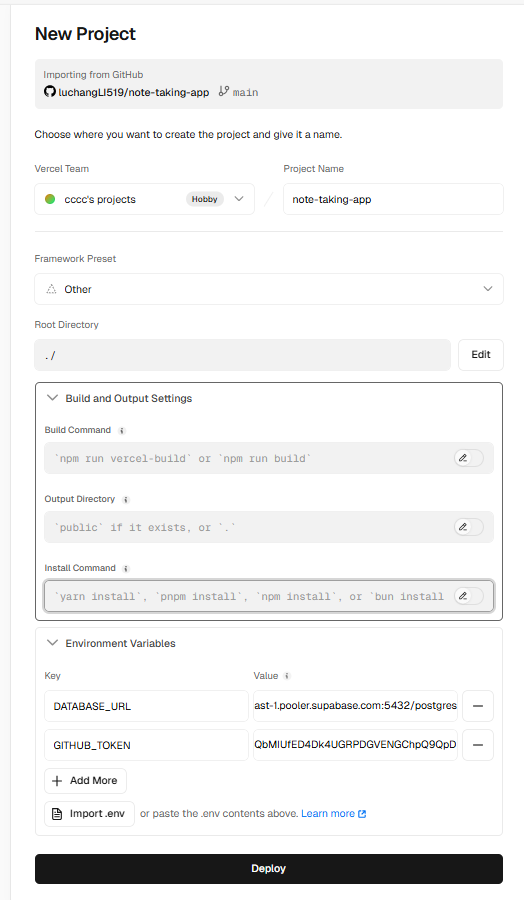 New Project
Importing from GitHub
luchangLI519/note-taking-app main
Choose where you want to create the project and give it a name.
Vercel Team
Project Name
cccc's projects Hobby
/
note-taking-app
Framework Preset
Other
Root Directory
./
Edit
Build and Output Settings
Build Command
`npm run vercel-build` or `npm run build`
Output Directory
`public` if it exists, or `.`
Install Command
`yarn install`, `pnpm install`, `npm install`, or `bun install
Environment Variables
Key
Value
DATABASE_URL
ast-1.pooler.supabase.com:5432/postgres
GITHUB_TOKEN
QbMIUfED4Dk4UGRPDGVENGChpQ9QpD
Add More
Import .env
or paste the .env contents above. Learn more
Deploy